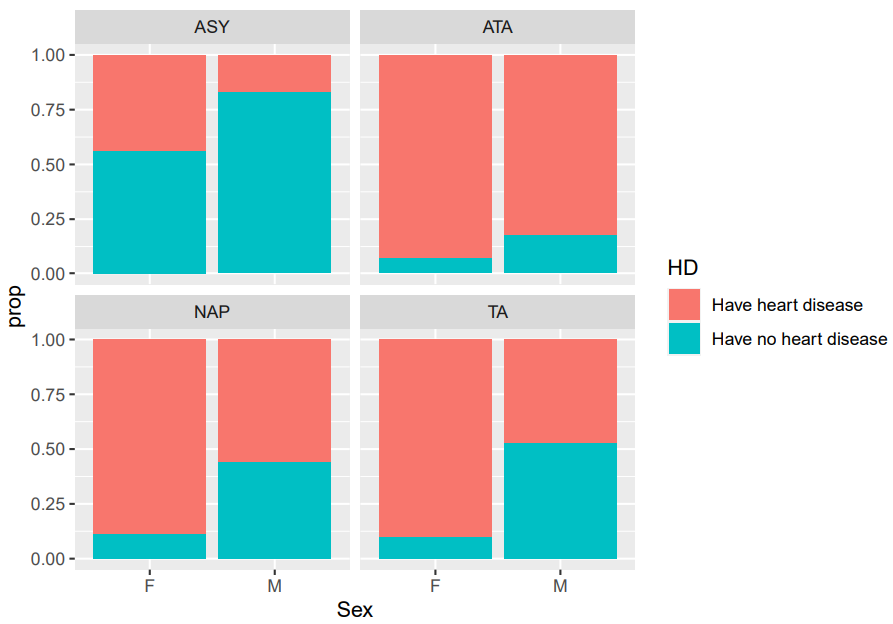 ASY
ATA
1.00
0.75
0.50
0.25
0.00
NAP
TA
1.00
0.75
0.50
0.25
0.00
F
M
F
M
Sex
prop
HD
Have heart disease
Have no heart disease